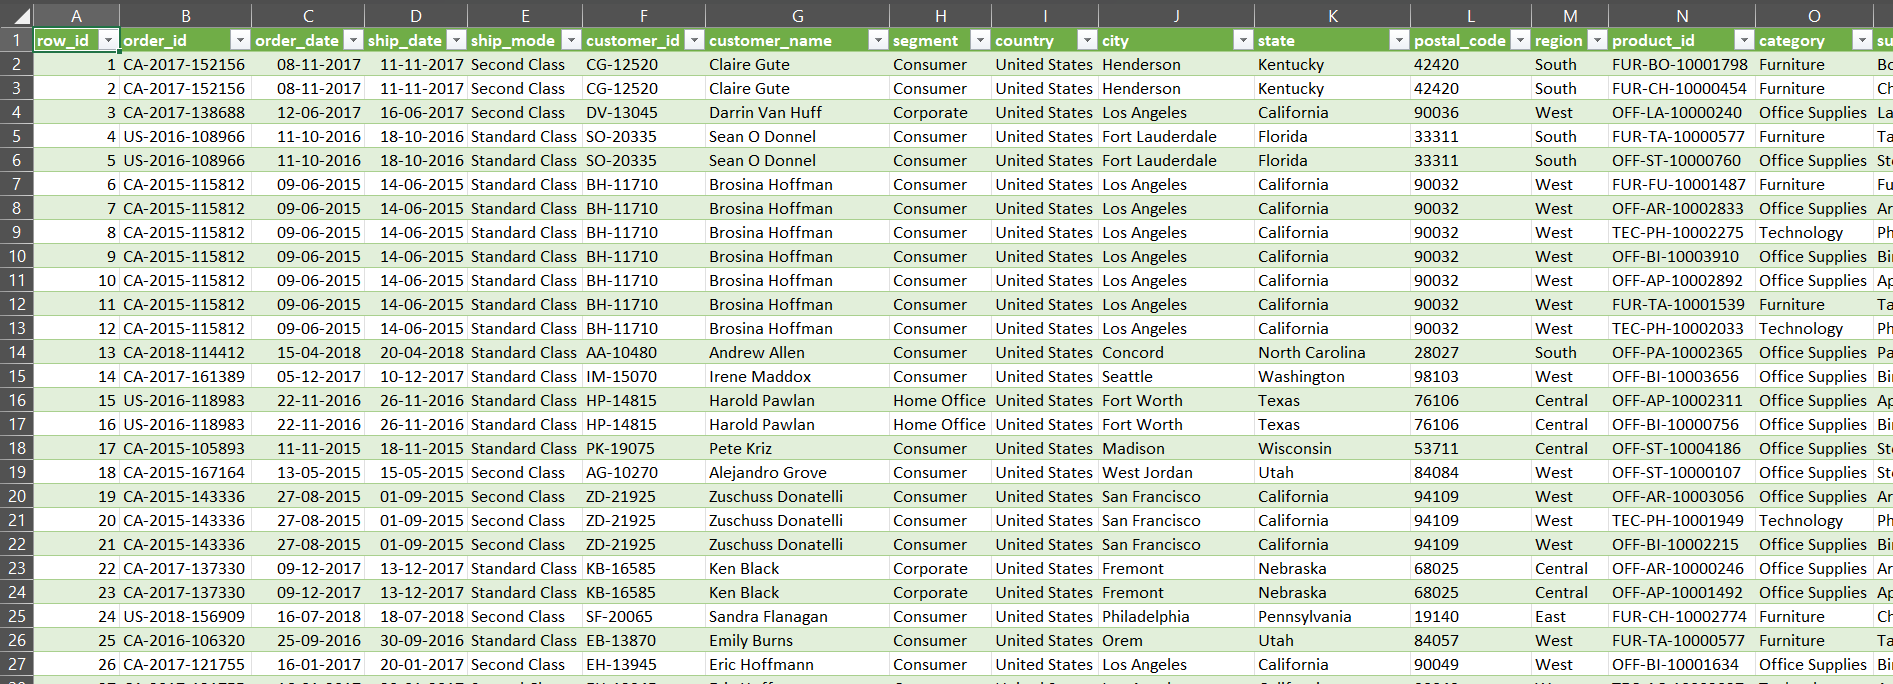 A B C D E F G H I J K L M N O
1 row_id order_id order_date ship_date ship_mode customer_id customer_name segment country city state postal_code region product_id category su
2 1 CA-2017-152156 08-11-2017 11-11-2017 Second Class CG-12520 Claire Gute Consumer United States Henderson Kentucky 42420 South FUR-BO-10001798 Furniture Bo
3 2 CA-2017-152156 08-11-2017 11-11-2017 Second Class CG-12520 Claire Gute Consumer United States Henderson Kentucky 42420 South FUR-CH-10000454 Furniture Ch
4 3 CA-2017-138688 12-06-2017 16-06-2017 Second Class DV-13045 Darrin Van Huff Corporate United States Los Angeles California 90036 West OFF-LA-10000240 Office Supplies La
5 4 US-2016-108966 11-10-2016 18-10-2016 Standard Class SO-20335 Sean O Donnel Consumer United States Fort Lauderdale Florida 33311 South FUR-TA-10000577 Furniture Ta
6 5 US-2016-108966 11-10-2016 18-10-2016 Standard Class SO-20335 Sean O Donnel Consumer United States Fort Lauderdale Florida 33311 South OFF-ST-10000760 Office Supplies Sto
7 6 CA-2015-115812 09-06-2015 14-06-2015 Standard Class BH-11710 Brosina Hoffman Consumer United States Los Angeles California 90032 West FUR-FU-10001487 Furniture Fu
8 7 CA-2015-115812 09-06-2015 14-06-2015 Standard Class BH-11710 Brosina Hoffman Consumer United States Los Angeles California 90032 West OFF-AR-10002833 Office Supplies Ar
9 8 CA-2015-115812 09-06-2015 14-06-2015 Standard Class BH-11710 Brosina Hoffman Consumer United States Los Angeles California 90032 West TEC-PH-10002275 Technology Ph
10 9 CA-2015-115812 09-06-2015 14-06-2015 Standard Class BH-11710 Brosina Hoffman Consumer United States Los Angeles California 90032 West OFF-BI-10003910 Office Supplies Bi
11 10 CA-2015-115812 09-06-2015 14-06-2015 Standard Class BH-11710 Brosina Hoffman Consumer United States Los Angeles California 90032 West OFF-AP-10002892 Office Supplies Ap
12 11 CA-2015-115812 09-06-2015 14-06-2015 Standard Class BH-11710 Brosina Hoffman Consumer United States Los Angeles California 90032 West FUR-TA-10001539 Furniture Ta
13 12 CA-2015-115812 09-06-2015 14-06-2015 Standard Class BH-11710 Brosina Hoffman Consumer United States Los Angeles California 90032 West TEC-PH-10002033 Technology Ph
14 13 CA-2018-114412 15-04-2018 20-04-2018 Standard Class AA-10480 Andrew Allen Consumer United States Concord North Carolina 28027 South OFF-PA-10002365 Office Supplies Pa
15 14 CA-2017-161389 05-12-2017 10-12-2017 Standard Class IM-15070 Irene Maddox Consumer United States Seattle Washington 98103 West OFF-BI-10003656 Office Supplies Bi
16 15 US-2016-118983 22-11-2016 26-11-2016 Standard Class HP-14815 Harold Pawlan Home Office United States Fort Worth Texas 76106 Central OFF-AP-10002311 Office Supplies Ap
17 16 US-2016-118983 22-11-2016 26-11-2016 Standard Class HP-14815 Harold Pawlan Home Office United States Fort Worth Texas 76106 Central OFF-BI-10000756 Office Supplies Bi
18 17 CA-2015-105893 11-11-2015 18-11-2015 Standard Class PK-19075 Pete Kriz Consumer United States Madison Wisconsin 53711 Central OFF-ST-10004186 Office Supplies Sto
19 18 CA-2015-167164 13-05-2015 15-05-2015 Second Class AG-10270 Alejandro Grove Consumer United States West Jordan Utah 84084 West OFF-ST-10000107 Office Supplies Sto
20 19 CA-2015-143336 27-08-2015 01-09-2015 Second Class ZD-21925 Zuschuss Donatelli Consumer United States San Francisco California 94109 West OFF-AR-10003056 Office Supplies Ar
21 20 CA-2015-143336 27-08-2015 01-09-2015 Second Class ZD-21925 Zuschuss Donatelli Consumer United States San Francisco California 94109 West TEC-PH-10001949 Technology Ph
22 21 CA-2015-143336 27-08-2015 01-09-2015 Second Class ZD-21925 Zuschuss Donatelli Consumer United States San Francisco California 94109 West OFF-BI-10002215 Office Supplies Bi
23 22 CA-2017-137330 09-12-2017 13-12-2017 Standard Class KB-16585 Ken Black Corporate United States Fremont Nebraska 68025 Central OFF-AR-10000246 Office Supplies Ar
24 23 CA-2017-137330 09-12-2017 13-12-2017 Standard Class KB-16585 Ken Black Corporate United States Fremont Nebraska 68025 Central OFF-AP-10001492 Office Supplies Ap
25 24 US-2018-156909 16-07-2018 18-07-2018 Second Class SF-20065 Sandra Flanagan Consumer United States Philadelphia Pennsylvania 19140 East FUR-CH-10002774 Furniture Ch
26 25 CA-2016-106320 25-09-2016 30-09-2016 Standard Class EB-13870 Emily Burns Consumer United States Orem Utah 84057 West FUR-TA-10000577 Furniture Ta
27 26 CA-2017-121755 16-01-2017 20-01-2017 Second Class EH-13945 Eric Hoffmann Consumer United States Los Angeles California 90049 West OFF-BI-10001634 Office Supplies Bi